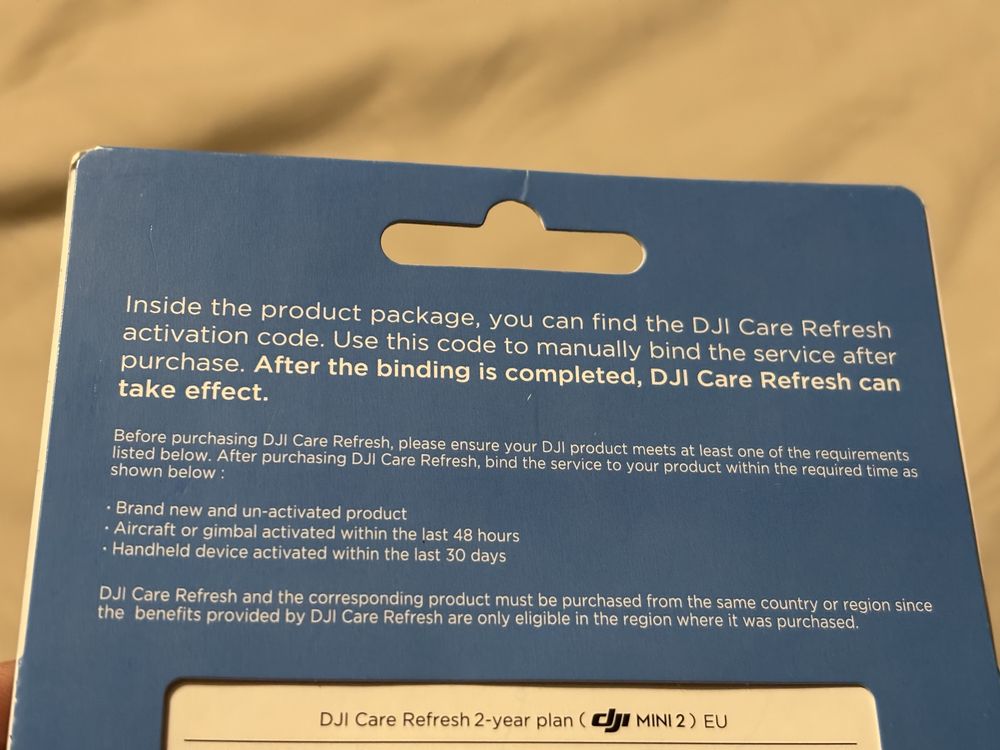 Inside the product package, you can find the DJI Care Refresh
activation code. Use this code to manually bind the service after
purchase. After the binding is completed, DJI Care Refresh can
take effect.
Before purchasing DJI Care Refresh, please ensure your DJI product meets at least one of the requirements
listed below. After purchasing DJI Care Refresh, bind the service to your product within the required time as
shown below :
· Brand new and un-activated product
· Aircraft or gimbal activated within the last 48 hours
· Handheld device activated within the last 30 days
DJI Care Refresh and the corresponding product must be purchased from the same country or region since
the benefits provided by DJI Care Refresh are only eligible in the region where it was purchased.
DJI Care Refresh 2-year plan ( dji MINI 2 ) EU